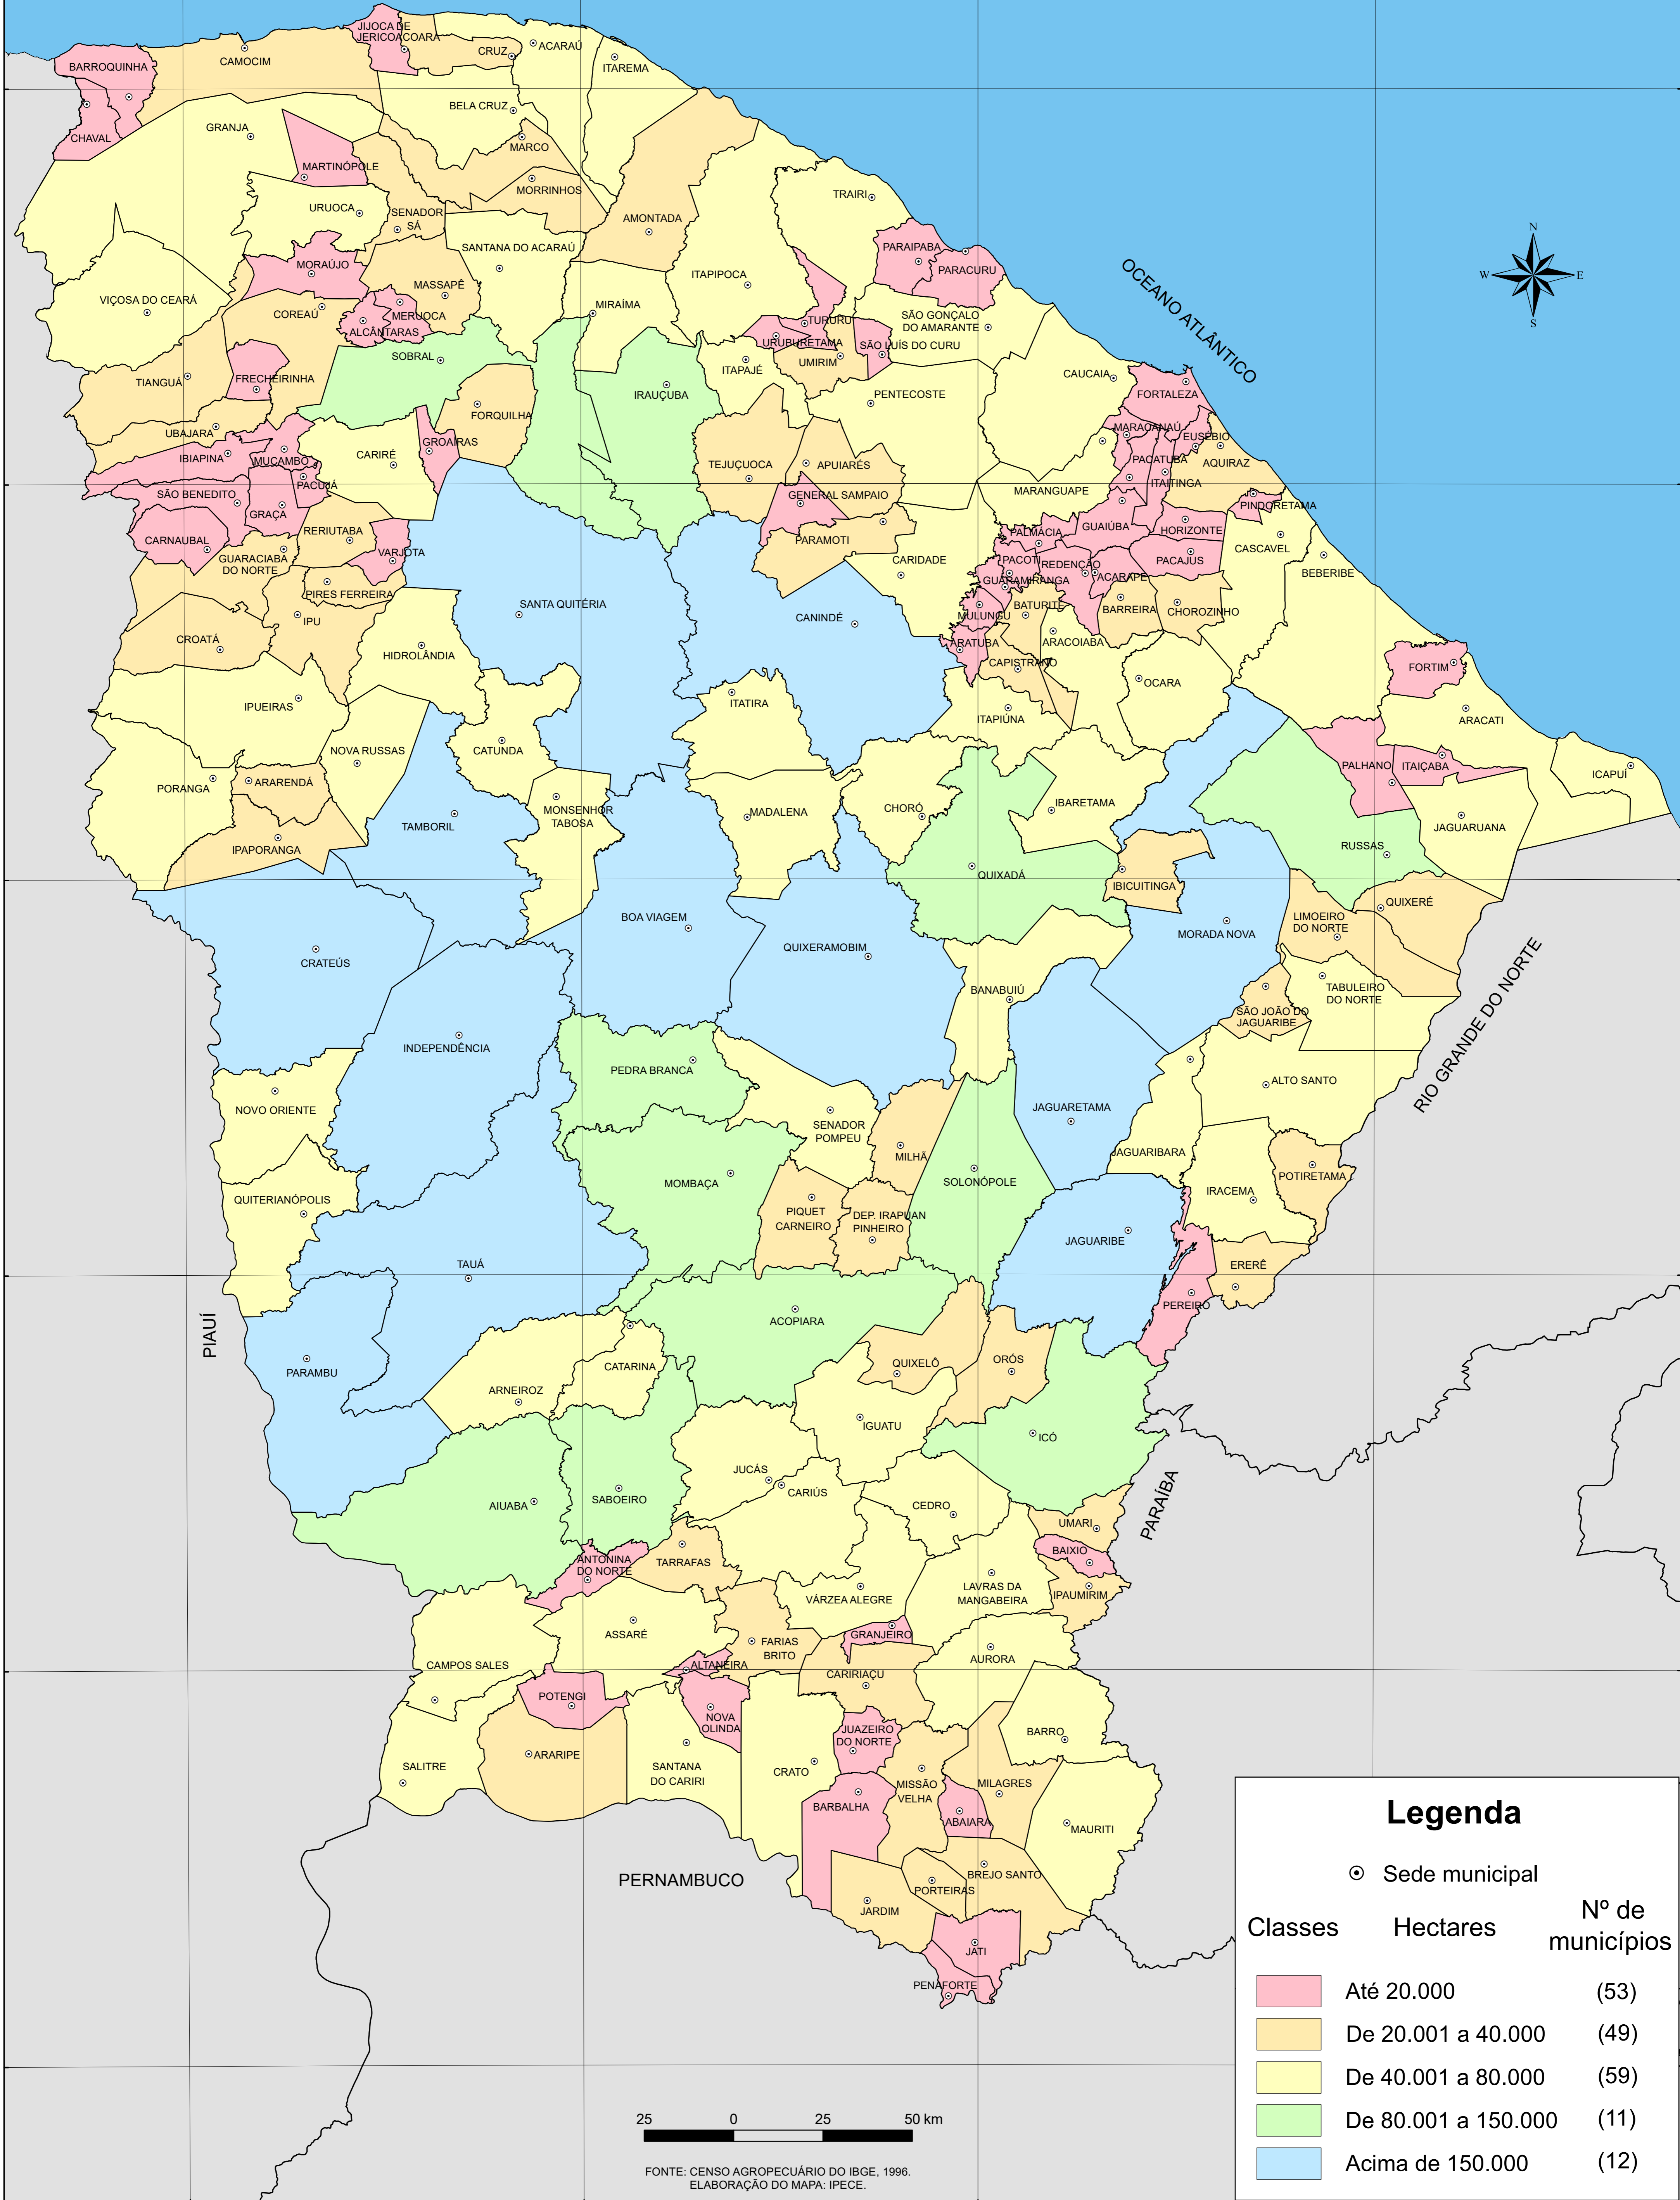 JIJOCA DE
JERICOACOARA
CRUZ
ACARAÚ
ITAREMA
BARROQUINHA
CAMOCIM
BELA CRUZ
CHAVAL
GRANJA
MARCO
MARTINÓPOLE
MORRINHOS
TRAIRI
URUOCA
SENADOR
SÁ
AMONTADA
SANTANA DO ACARAÚ
PARAIPABA
PARACURU
MORAÚJO
ITAPIPOCA
MASSAPÊ
VIÇOSA DO CEARÁ
MIRAÍMA
COREAÚ
MERUOCA
ALCÂNTARAS
TURURU
SÃO GONÇALO
DO AMARANTE
URUBURETAMA
SÃO LUÍS DO CURU
SOBRAL
UMIRIM
ITAPAJÉ
OCEANO ATLÂNTICO
N
W
E
S
TIANGUÁ
FRECHEIRINHA
IRAUÇUBA
PENTECOSTE
CAUCAIA
FORTALEZA
FORQUILHA
UBAJARA
GROAÍRAS
MARACANAÚ
EUSÉBIO
IBIAPINA
MUCAMBO
CARIRÉ
TEJUÇUOCA
APUIARÉS
PACATUBA
AQUIRAZ
PACUJÁ
ITAITINGA
SÃO BENEDITO
GENERAL SAMPAIO
MARANGUAPE
GRAÇA
PINDORETAMA
CARNAUBAL
RERIUTABA
VARJOTA
PARAMOTI
PALMÁCIA
GUAIÚBA
HORIZONTE
GUARACIABA
DO NORTE
CARIDADE
PACOTI
REDENÇÃO
PACAJUS
CASCAVEL
GUARAMIRANGA
ACARAPE
BEBERIBE
PIRES FERREIRA
SANTA QUITÉRIA
CANINDÉ
MULUNGU
BATURITÉ
BARREIRA
CHOROZINHO
IPU
CROATÁ
HIDROLÂNDIA
ARATUBA
ARACOIABA
CAPISTRANO
FORTIM
OCARA
IPUEIRAS
ITATIRA
ITAPIÚNA
ARACATI
NOVA RUSSAS
CATUNDA
PALHANO
ITAIÇABA
ICAPUÍ
PORANGA
ARARENDÁ
MONSENHOR
TABOSA
MADALENA
CHORÓ
IBARETAMA
TAMBORIL
JAGUARUANA
IPAPORANGA
RUSSAS
QUIXADÁ
IBICUITINGA
BOA VIAGEM
QUIXERÉ
LIMOEIRO
DO NORTE
MORADA NOVA
CRATEÚS
QUIXERAMOBIM
BANABUIÚ
TABULEIRO
DO NORTE
SÃO JOÃO DO
JAGUARIBE
RIO GRANDE DO NORTE
INDEPENDÊNCIA
PEDRA BRANCA
NOVO ORIENTE
ALTO SANTO
JAGUARETAMA
SENADOR
POMPEU
MILHÃ
JAGUARIBARA
MOMBAÇA
SOLONÓPOLE
POTIRETAMA
QUITERIANÓPOLIS
IRACEMA
PIQUET
CARNEIRO
DEP. IRAPUAN
PINHEIRO
JAGUARIBE
TAUÁ
ERERÊ
PEREIRO
PIAUÍ
ACOPIARA
PARAMBU
CATARINA
QUIXELÔ
ORÓS
ARNEIROZ
IGUATU
ICÓ
JUCÁS
CARIÚS
AIUABA
SABOEIRO
CEDRO
PARAÍBA
UMARI
BAIXIO
ANTONINA
DO NORTE
TARRAFAS
LAVRAS DA
MANGABEIRA
IPAUMIRIM
VÁRZEA ALEGRE
ASSARÉ
GRANJEIRO
FARIAS
BRITO
AURORA
CAMPOS SALES
ALTANEIRA
CARIRIAÇU
POTENGI
NOVA
OLINDA
JUAZEIRO
DO NORTE
BARRO
ARARIPE
SALITRE
SANTANA
DO CARIRI
CRATO
MISSÃO
VELHA
MILAGRES
BARBALHA
ABAIARA
MAURITI
BREJO SANTO
PORTEIRAS
PERNAMBUCO
JARDIM
JATI
PENAFORTE
Legenda
Sede municipal
Classes Hectares Nº de
municípios
Até 20.000 (53)
De 20.001 a 40.000 (49)
De 40.001 a 80.000 (59)
De 80.001 a 150.000 (11)
Acima de 150.000 (12)
25 0 25 50 km
FONTE: CENSO AGROPECUÁRIO DO IBGE, 1996.
ELABORAÇÃO DO MAPA: IPECE.